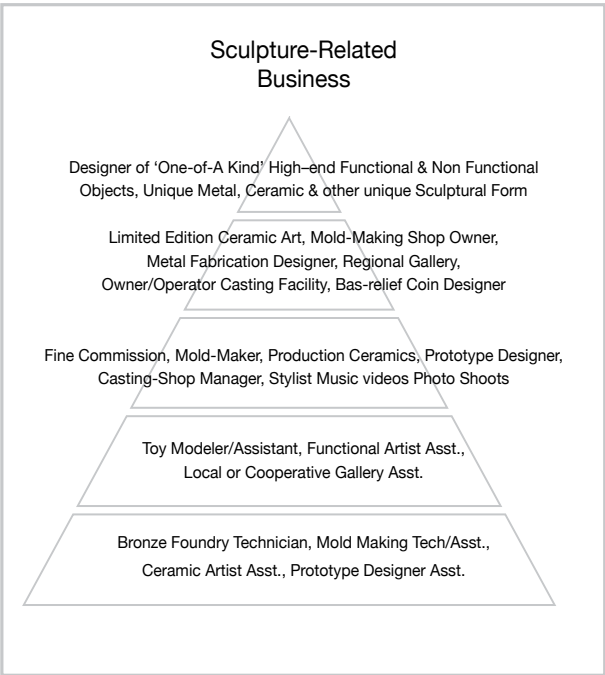 Sculpture-Related
Business
Designer of ‘One-of-A Kind’ High–end Functional & Non Functional
Objects, Unique Metal, Ceramic & other unique Sculptural Form
Limited Edition Ceramic Art, Mold-Making Shop Owner,
Metal Fabrication Designer, Regional Gallery,
Owner/Operator Casting Facility, Bas-relief Coin Designer
Fine Commission, Mold-Maker, Production Ceramics, Prototype Designer,
Casting-Shop Manager, Stylist Music videos Photo Shoots
Toy Modeler/Assistant, Functional Artist Asst.,
Local or Cooperative Gallery Asst.
Bronze Foundry Technician, Mold Making Tech/Asst.,
Ceramic Artist Asst., Prototype Designer Asst.